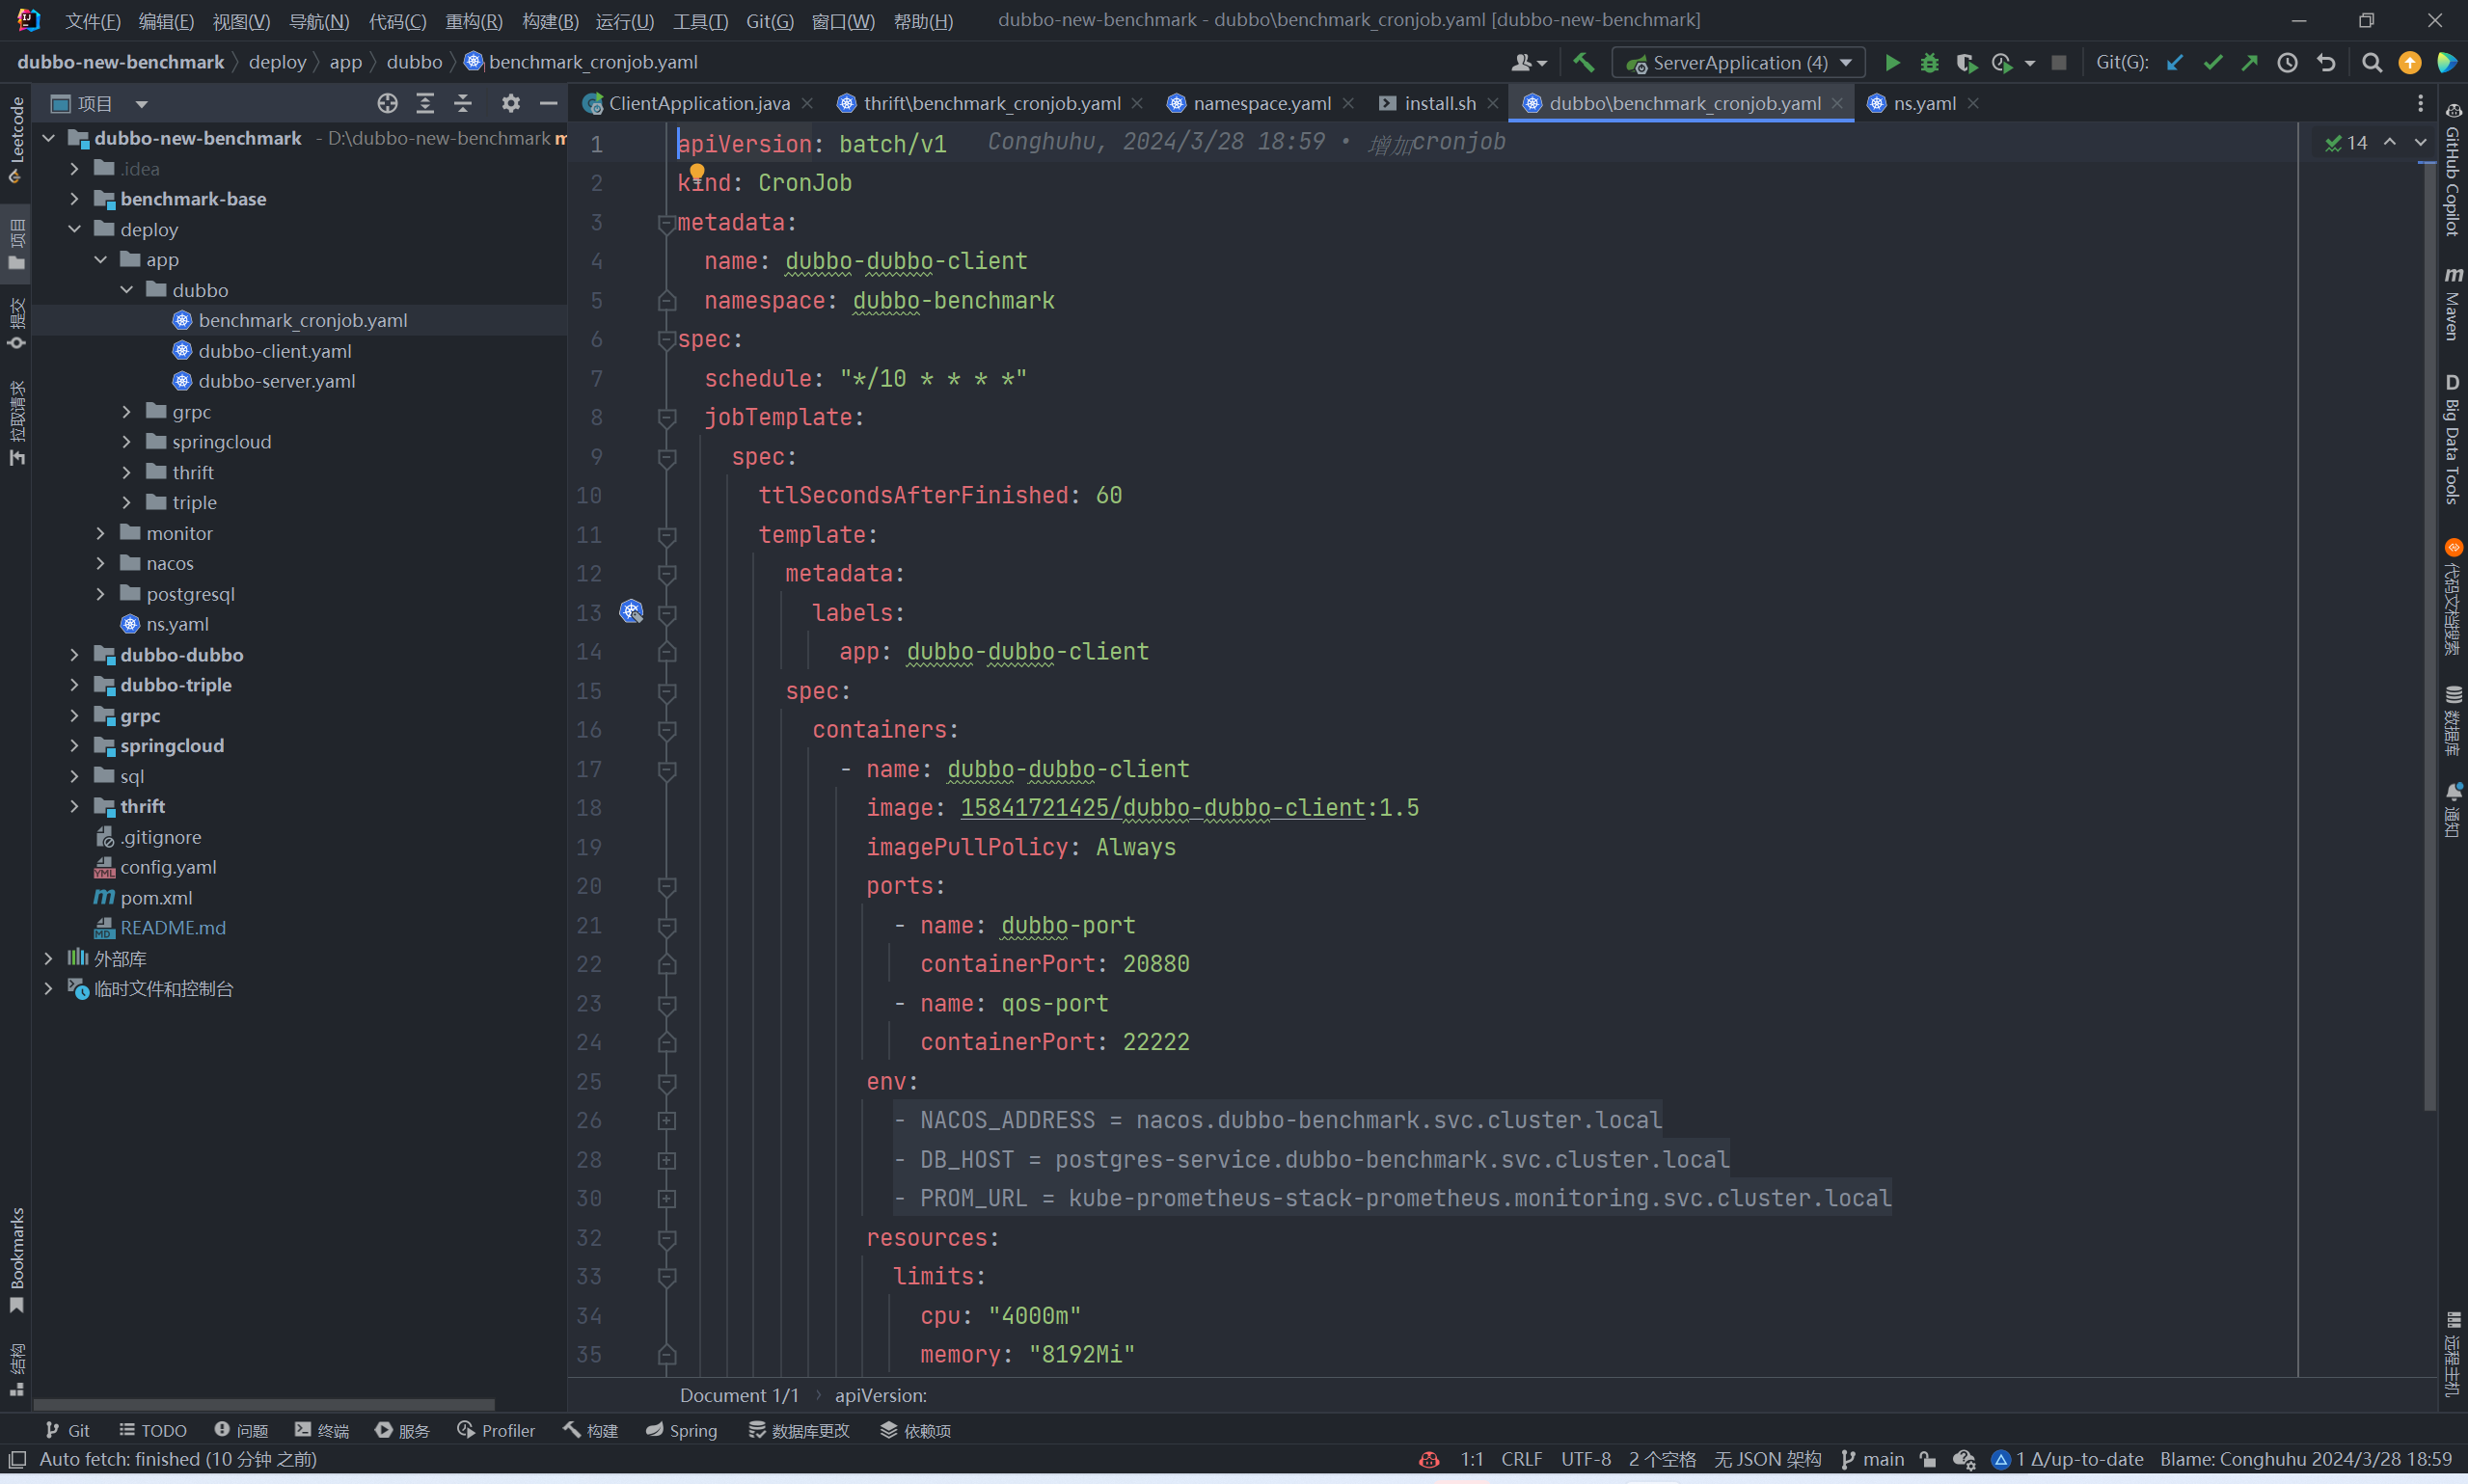 文件(F) 编辑(E) 视图(V) 导航(N) 代码(C) 重构(R) 构建(B) 运行(U) 工具(T) Git(G) 窗口(W) 帮助(H) dubbo-new-benchmark - dubbo\benchmark_cronjob.yaml [dubbo-new-benchmark]
dubbo-new-benchmark deploy app dubbo benchmark_cronjob.yaml ServerApplication (4) Git(G):
项目 ClientApplication.java thrift\benchmark_cronjob.yaml namespace.yaml install.sh dubbo\benchmark_cronjob.yaml ns.yaml
Leetcode
项目
提交
拉取请求
Bookmarks
结构
dubbo-new-benchmark - D:\dubbo-new-benchmark m
.idea
benchmark-base
deploy
app
dubbo
benchmark_cronjob.yaml
dubbo-client.yaml
dubbo-server.yaml
grpc
springcloud
thrift
triple
monitor
nacos
postgresql
ns.yaml
dubbo-dubbo
dubbo-triple
grpc
springcloud
sql
thrift
.gitignore
config.yaml
pom.xml
README.md
外部库
临时文件和控制台
1 apiVersion: batch/v1 Conghuhu, 2024/3/28 18:59 • 增加cronjob
14
2 kind: CronJob
3 metadata:
4 name: dubbo-dubbo-client
5 namespace: dubbo-benchmark
6 spec:
7 schedule: "*/10 * * * *"
8 jobTemplate:
9 spec:
10 ttlSecondsAfterFinished: 60
11 template:
12 metadata:
13 labels:
14 app: dubbo-dubbo-client
15 spec:
16 containers:
17 - name: dubbo-dubbo-client
18 image: 15841721425/dubbo-dubbo-client:1.5
19 imagePullPolicy: Always
20 ports:
21 - name: dubbo-port
22 containerPort: 20880
23 - name: qos-port
24 containerPort: 22222
25 env:
26 - NACOS_ADDRESS = nacos.dubbo-benchmark.svc.cluster.local
28 - DB_HOST = postgres-service.dubbo-benchmark.svc.cluster.local
30 - PROM_URL = kube-prometheus-stack-prometheus.monitoring.svc.cluster.local
32 resources:
33 limits:
34 cpu: "4000m"
35 memory: "8192Mi"
Document 1/1 apiVersion:
GitHub Copilot
m Maven
D Big Data Tools
代码文档搜索
数据库
通知
远程主机
Git TODO 问题 终端 服务 Profiler 构建 Spring 数据库更改 依赖项
Auto fetch: finished (10 分钟 之前) 1:1 CRLF UTF-8 2 个空格 无 JSON 架构 main 1 Δ/up-to-date Blame: Conghuhu 2024/3/28 18:59